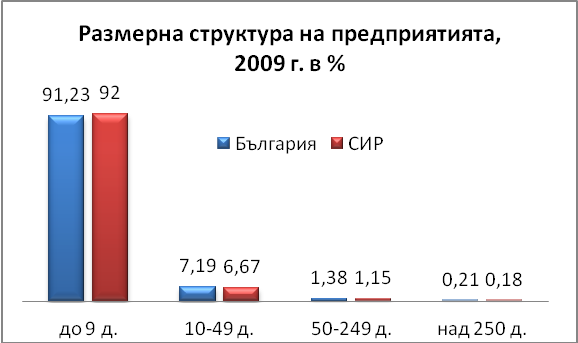 Размерна структура на предприятията,
2009 г. в %
91,23 92
България СИР
7,19 6,67
1,38 1,15
0,21 0,18
до 9 д. 10-49 д. 50-249 д. над 250 д.